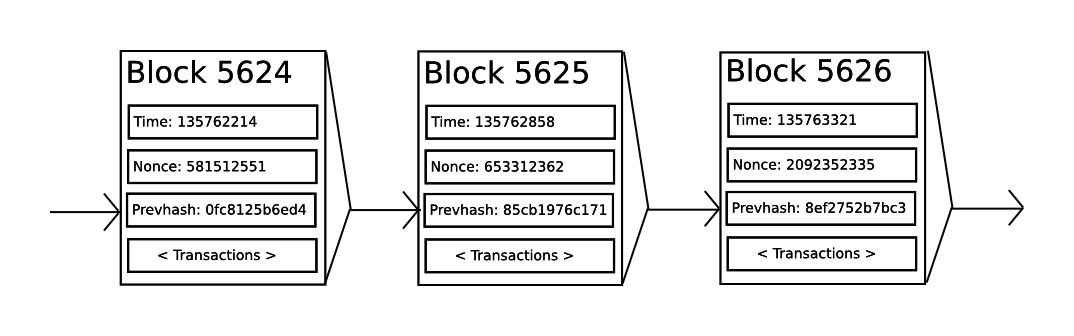 Block 5624
Time: 135762214
Nonce: 581512551
Prevhash: 0fc8125b6ed4
< Transactions >
Block 5625
Time: 135762858
Nonce: 653312362
Prevhash: 85cb1976c171
< Transactions >
Block 5626
Time: 135763321
Nonce: 2092352335
Prevhash: 8ef2752b7bc3
< Transactions >